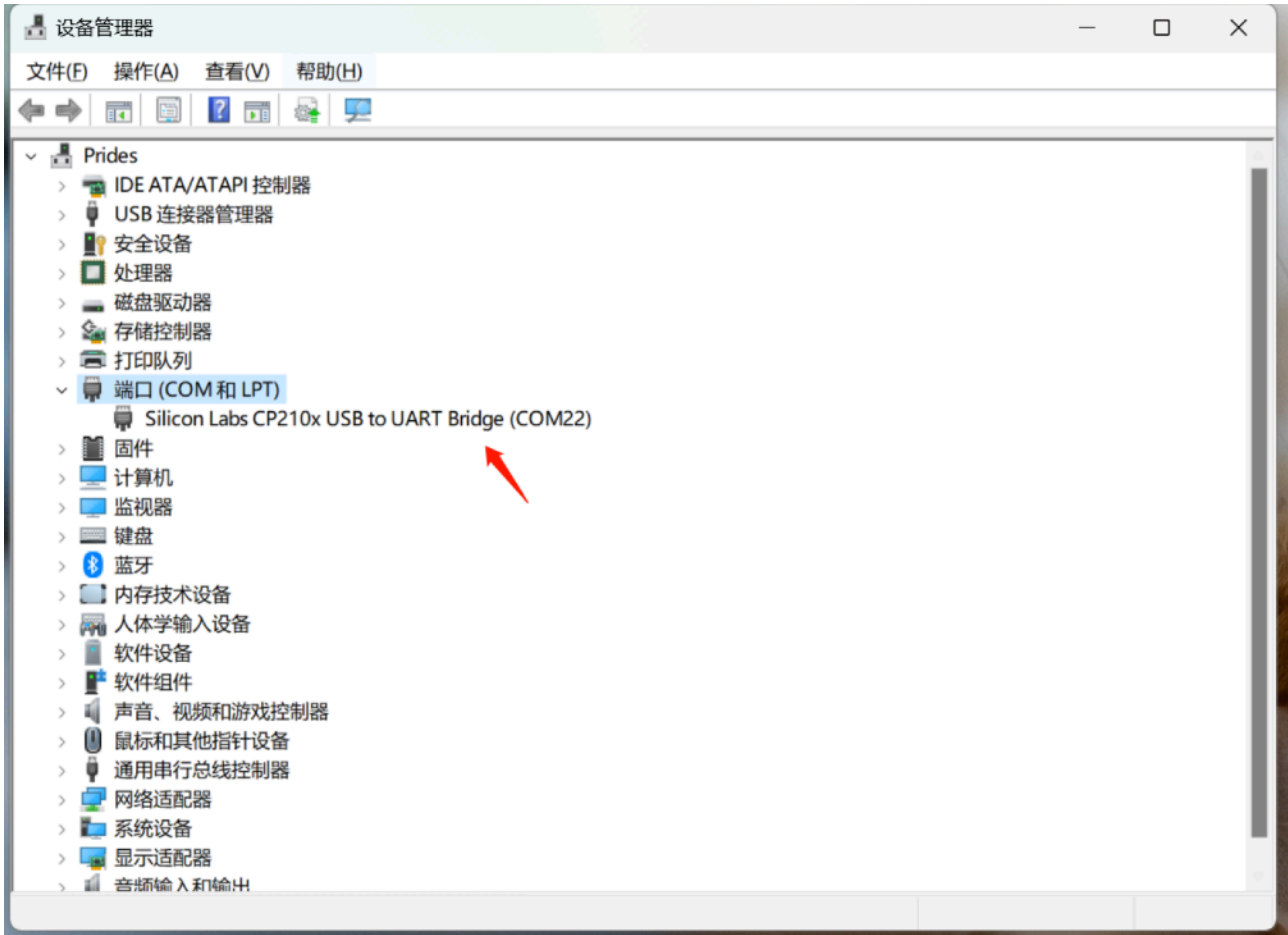 设备管理器
文件(F) 操作(A) 查看(V) 帮助(H)
Prides
IDE ATA/ATAPI 控制器
USB 连接器管理器
安全设备
处理器
磁盘驱动器
存储控制器
打印队列
端口 (COM 和 LPT)
Silicon Labs CP210x USB to UART Bridge (COM22)
固件
计算机
监视器
键盘
蓝牙
内存技术设备
人体学输入设备
软件设备
软件组件
声音、视频和游戏控制器
鼠标和其他指针设备
通用串行总线控制器
网络适配器
系统设备
显示适配器
音频输入和输出